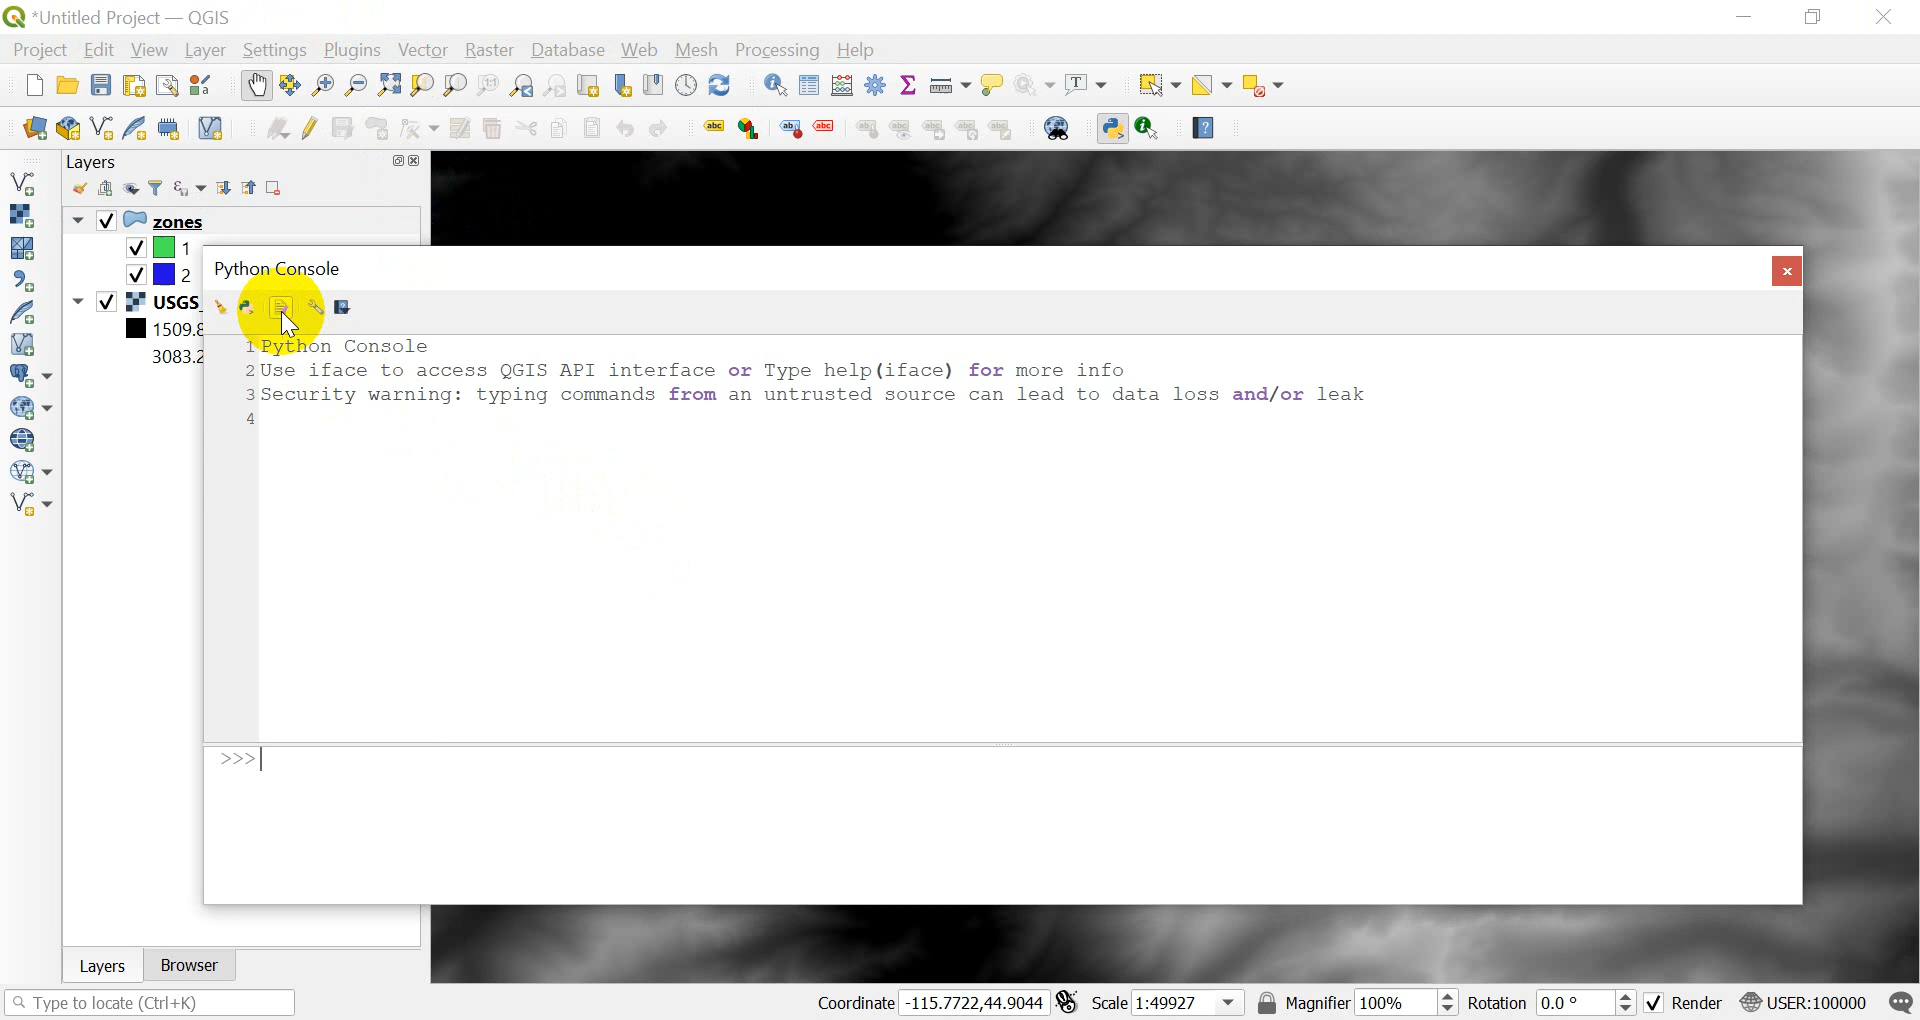 *Untitled Project — QGIS
Project Edit View Layer Settings Plugins Vector Raster Database Web Mesh Processing Help
Layers
zones
1
2
USGS_
1509.8
3083.2
Python Console
1 Python Console
2 Use iface to access QGIS API interface or Type help(iface) for more info
3 Security warning: typing commands from an untrusted source can lead to data loss and/or leak
4
>>>
Layers Browser
Type to locate (Ctrl+K) Coordinate -115.7722,44.9044 Scale 1:49927 Magnifier 100% Rotation 0.0 ° Render USER:100000